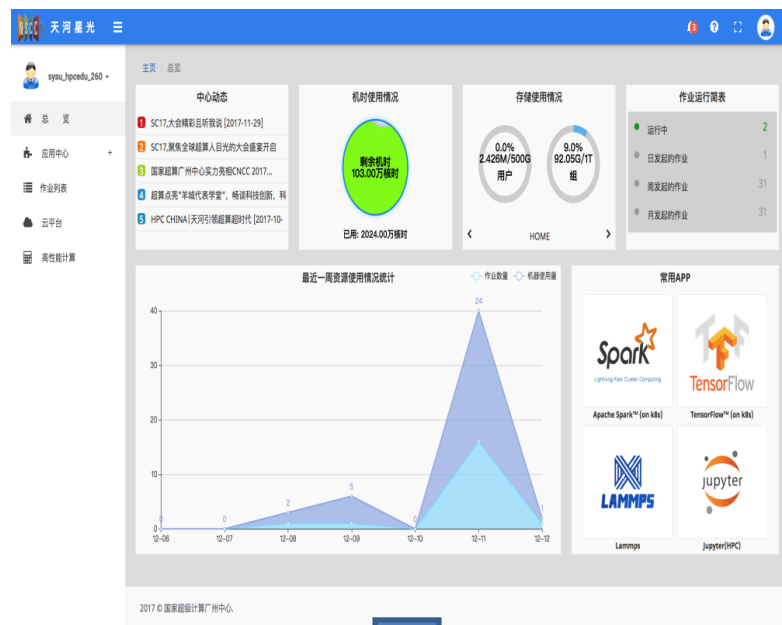 NSCC 天河星光
3
sysu_hpcedu_260
总 览
应用中心 +
作业列表
云平台
高性能计算
主页 / 总览
中心动态
1 SC17,大会精彩且听我说 [2017-11-29]
2 SC17,聚焦全球超算人目光的大会盛宴开启
3 国家超算广州中心实力亮相CNCC 2017...
4 超算点亮"羊城代表学堂"，畅谈科技创新，科
5 HPC CHINA|天河引领超算超时代 [2017-10-
机时使用情况
剩余机时
103.00万核时
已用: 2024.00万核时
存储使用情况
0.0%
2.426M/500G
用户
9.0%
92.05G/1T
组
HOME
作业运行简表
运行中 2
日发起的作业 1
周发起的作业 31
月发起的作业 31
最近一周资源使用情况统计
作业数量 机器使用量
40
30
20
10
0
0
0
2
5
0
24
1
12-06 12-07 12-08 12-09 12-10 12-11 12-12
常用APP
Spark
Lightning-Fast Cluster Computing
Apache Spark™ (on k8s)
TensorFlow
TensorFlow™ (on k8s)
LAMMPS
Lammps
jupyter
Jupyter(HPC)
2017 © 国家超级计算广州中心.